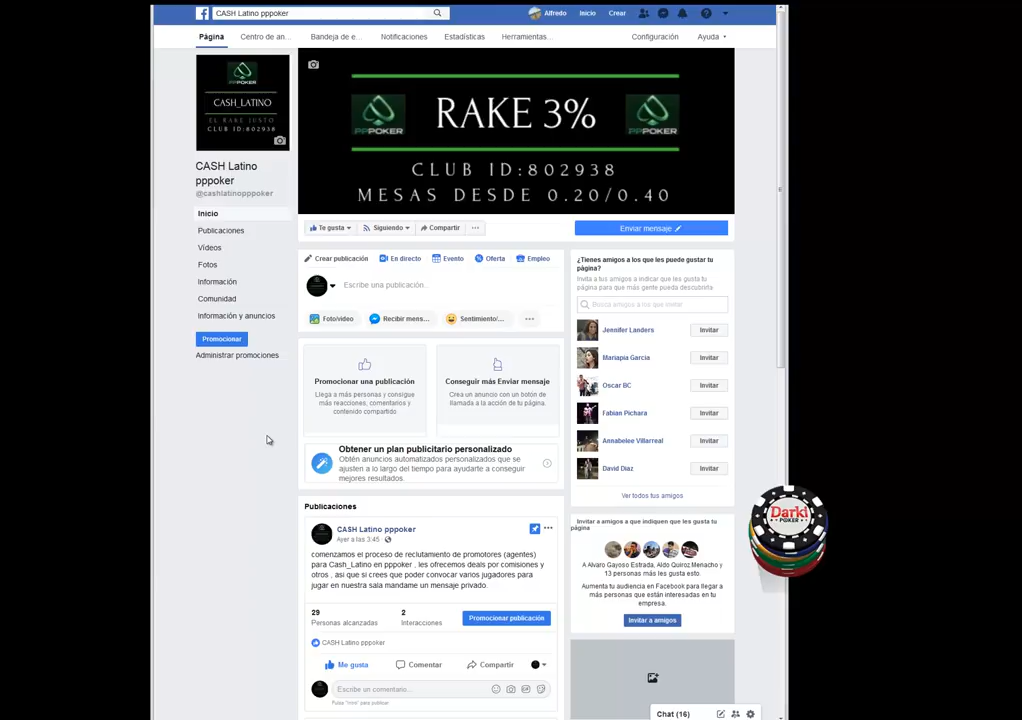 CASH Latino pppoker
Alfredo Inicio Crear
Página Centro de an... Bandeja de e... Notificaciones Estadísticas Herramientas... Configuración Ayuda
PPPOKER
CASH_LATINO
EL RAKE JUSTO
CLUB ID:802938
PPPOKER RAKE 3% PPPOKER
CLUB ID:802938
MESAS DESDE 0.20/0.40
CASH Latino
pppoker
@cashlatinopppoker
Inicio
Publicaciones
Vídeos
Fotos
Información
Comunidad
Información y anuncios
Promocionar
Administrar promociones
Te gusta Siguiendo Compartir ...
Enviar mensaje
Crear publicación En directo Evento Oferta Empleo
Escribe una publicación...
Foto/vídeo Recibir mens... Sentimiento/... ...
Promocionar una publicación
Llega a más personas y consigue
más reacciones, comentarios y
contenido compartido
Conseguir más Enviar mensaje
Crea un anuncio con un botón de
llamada a la acción de tu página.
Obtener un plan publicitario personalizado
Obtén anuncios automatizados personalizados que se
ajusten a lo largo del tiempo para ayudarte a conseguir
mejores resultados.
Publicaciones
CASH Latino pppoker
Ayer a las 3:45
comenzamos el proceso de reclutamiento de promotores (agentes)
para Cash_Latino en pppoker , les ofrecemos deals por comisiones y
otros , asi que si crees que poder convocar varios jugadores para
jugar en nuestra sala mandame un mensaje privado.
29
Personas alcanzadas
2
Interacciones
Promocionar publicación
CASH Latino pppoker
Me gusta Comentar Compartir
Escribe un comentario...
Pulsa "Intro" para publicar.
¿Tienes amigos a los que les puede gustar tu
página?
Invita a tus amigos a indicar que les gusta tu
página para que más gente pueda descubrirla
Busca amigos a los que invitar
Jennifer Landers Invitar
Mariapia Garcia Invitar
Oscar BC Invitar
Fabian Pichara Invitar
Annabelee Villarreal Invitar
David Diaz Invitar
Ver todos tus amigos
Invitar a amigos a que indiquen que les gusta tu
página
A Alvaro Gayoso Estrada, Aldo Quiroz Menacho y
13 personas más les gusta esto.
Aumenta tu audiencia en Facebook para llegar a
más personas que están interesadas en tu
empresa.
Invitar a amigos
Darki
POKER
Chat (16)